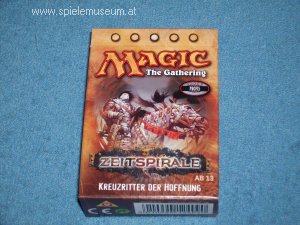 www.spielemuseum.at
MAGIC
The Gathering
ZEITSPIRALE
AB 13
KREUZRITTER DER HOFFNUNG